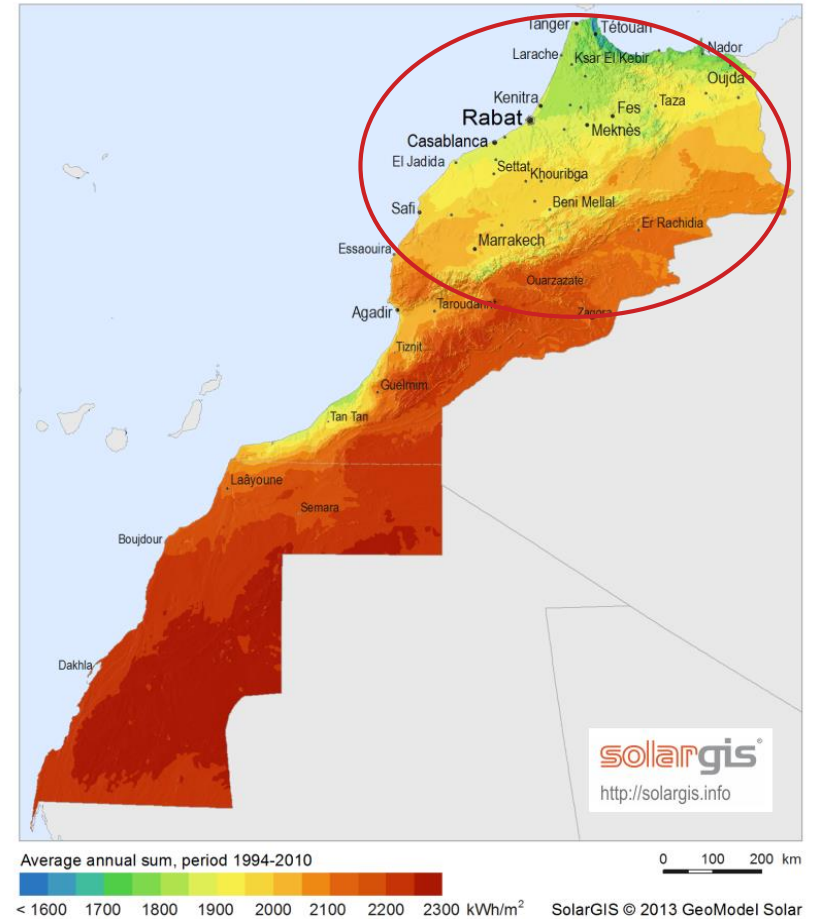 Tanger
Tétouan
Larache
Ksar El Kebir
Nador
Oujda
Kenitra
Fes
Taza
Rabat
Meknès
Casablanca
El Jadida
Settat
Khouribga
Safi
Beni Mellal
Er Rachidia
Marrakech
Essaouira
Ouarzazate
Agadir
Taroudannt
Zagora
Tiznit
Guelmim
Tan Tan
Laâyoune
Semara
Boujdour
Dakhla
solargis©
http://solargis.info
Average annual sum, period 1994-2010
0 100 200 km
< 1600 1700 1800 1900 2000 2100 2200 2300 kWh/m²
SolarGIS © 2013 GeoModel Solar